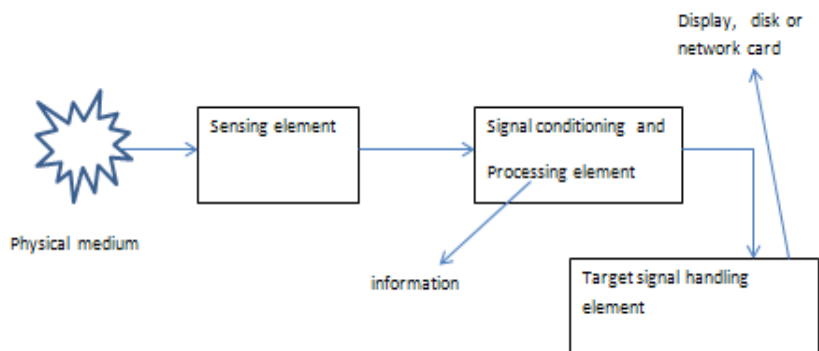 Display, disk or
network card
Sensing element
Signal conditioning and
Processing element
Physical medium
information
Target signal handling
element